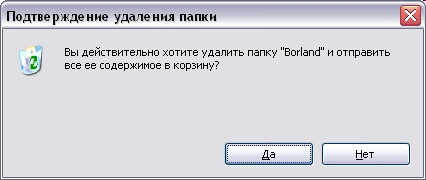 Подтверждение удаления папки
Вы действительно хотите удалить папку "Borland" и отправить
все ее содержимое в корзину?
Да
Нет